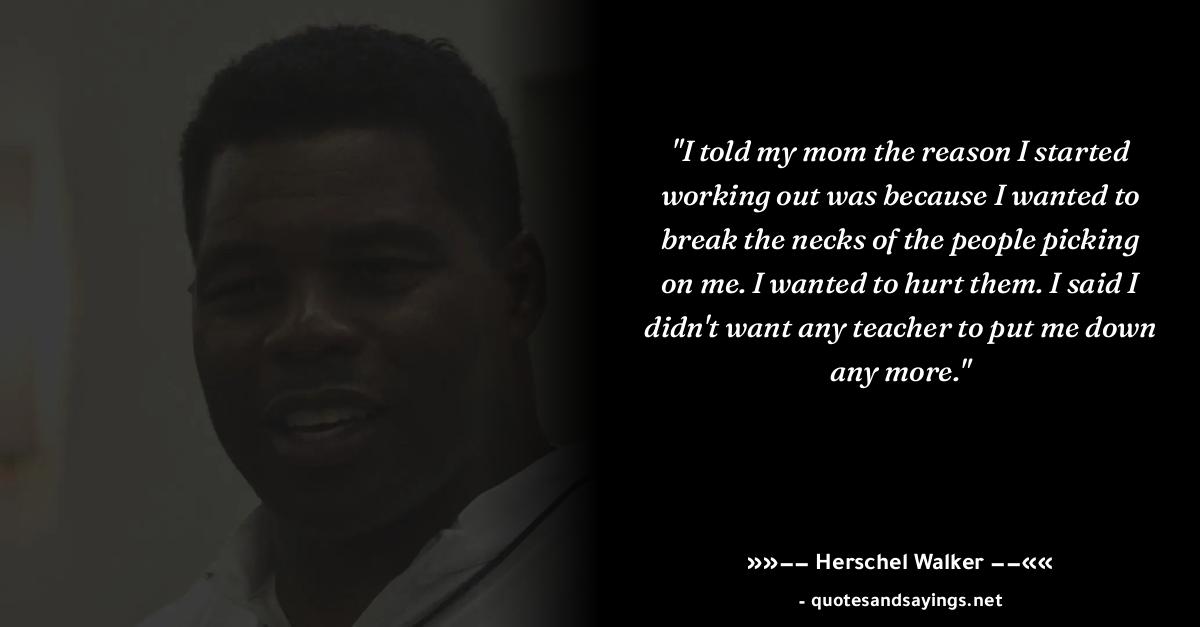 "I told my mom the reason I started
working out was because I wanted to
break the necks of the people picking
on me. I wanted to hurt them. I said I
didn't want any teacher to put me down
any more."
»»-- Herschel Walker --««
- quotesandsayings.net